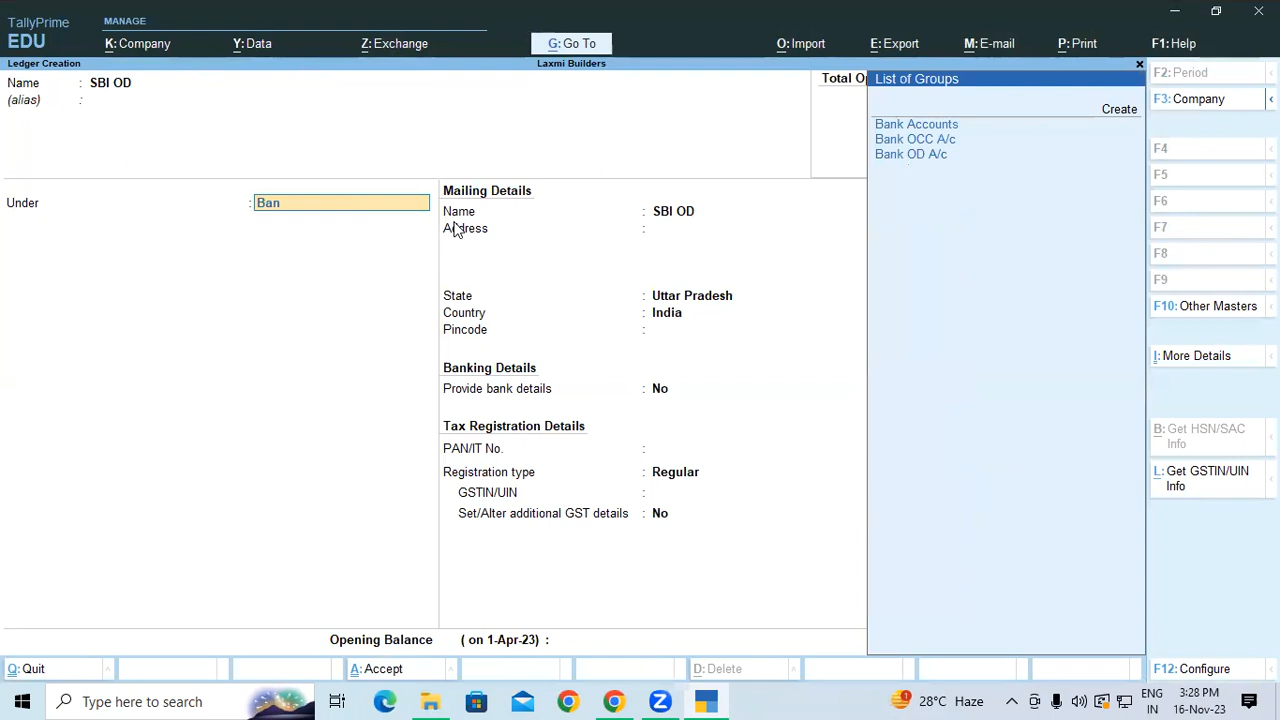 TallyPrime
EDU
MANAGE
K: Company
Y: Data
Z: Exchange
G: Go To
O: Import
E: Export
M: E-mail
P: Print
F1: Help
Ledger Creation
Laxmi Builders
Name : SBI OD
(alias) :
Total Op
List of Groups
Create
Bank Accounts
Bank OCC A/c
Bank OD A/c
Under : Ban
Mailing Details
Name : SBI OD
Address :
State : Uttar Pradesh
Country : India
Pincode :
Banking Details
Provide bank details : No
Tax Registration Details
PAN/IT No. :
Registration type : Regular
GSTIN/UIN :
Set/Alter additional GST details : No
Opening Balance ( on 1-Apr-23) :
F2: Period
F3: Company
F4
F5
F6
F7
F8
F9
F10: Other Masters
I: More Details
B: Get HSN/SAC
Info
L: Get GSTIN/UIN
Info
Q: Quit
A: Accept
D: Delete
F12: Configure
Type here to search
1
28°C Haze
ENG
IN
3:28 PM
16-Nov-23